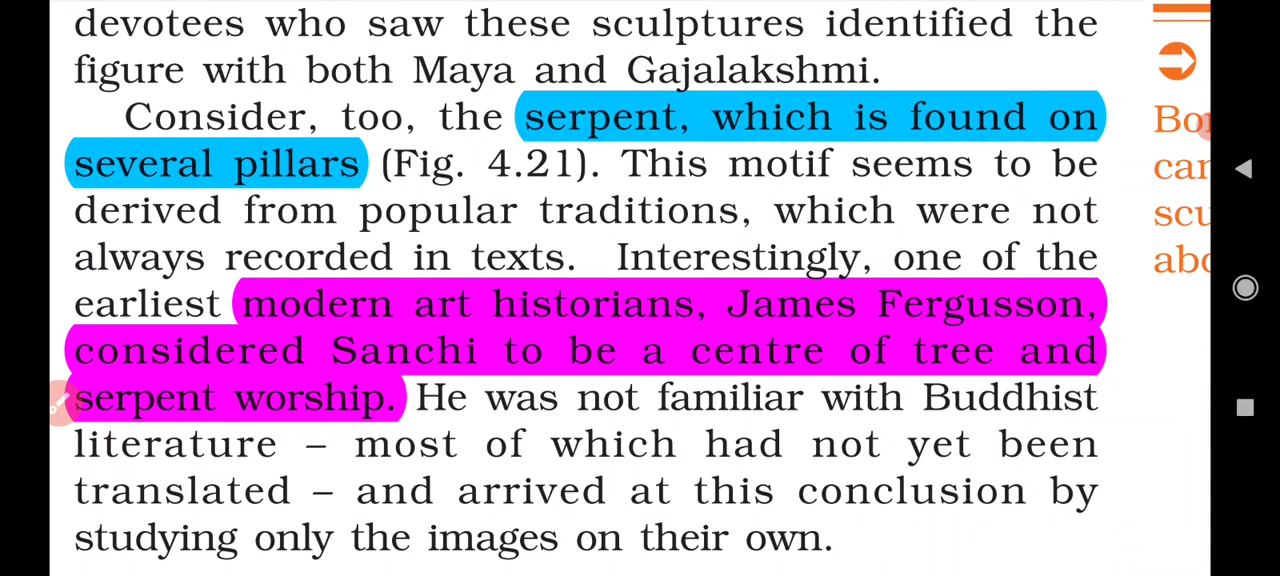 devotees who saw these sculptures identified the
figure with both Maya and Gajalakshmi.
Consider, too, the serpent, which is found on
several pillars (Fig. 4.21). This motif seems to be
derived from popular traditions, which were not
always recorded in texts. Interestingly, one of the
earliest modern art historians, James Fergusson,
considered Sanchi to be a centre of tree and
serpent worship. He was not familiar with Buddhist
literature – most of which had not yet been
translated – and arrived at this conclusion by
studying only the images on their own.